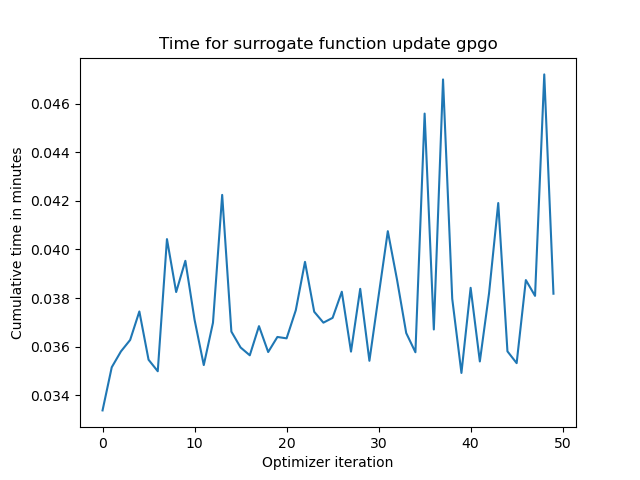 Time for surrogate function update gpgo
Cumulative time in minutes
0.046
0.044
0.042
0.040
0.038
0.036
0.034
0 10 20 30 40 50
Optimizer iteration